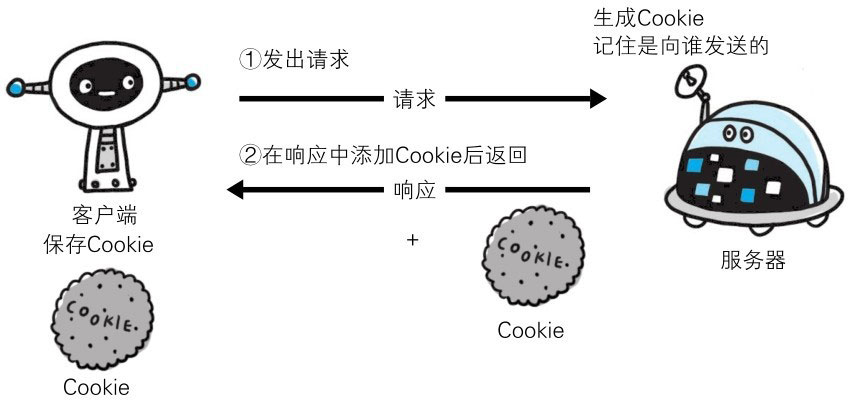 生成Cookie
记住是向谁发送的
①发出请求
请求
②在响应中添加Cookie后返回
响应
客户端
保存Cookie
+
COOKIE.
服务器
Cookie
COOKIE.
Cookie